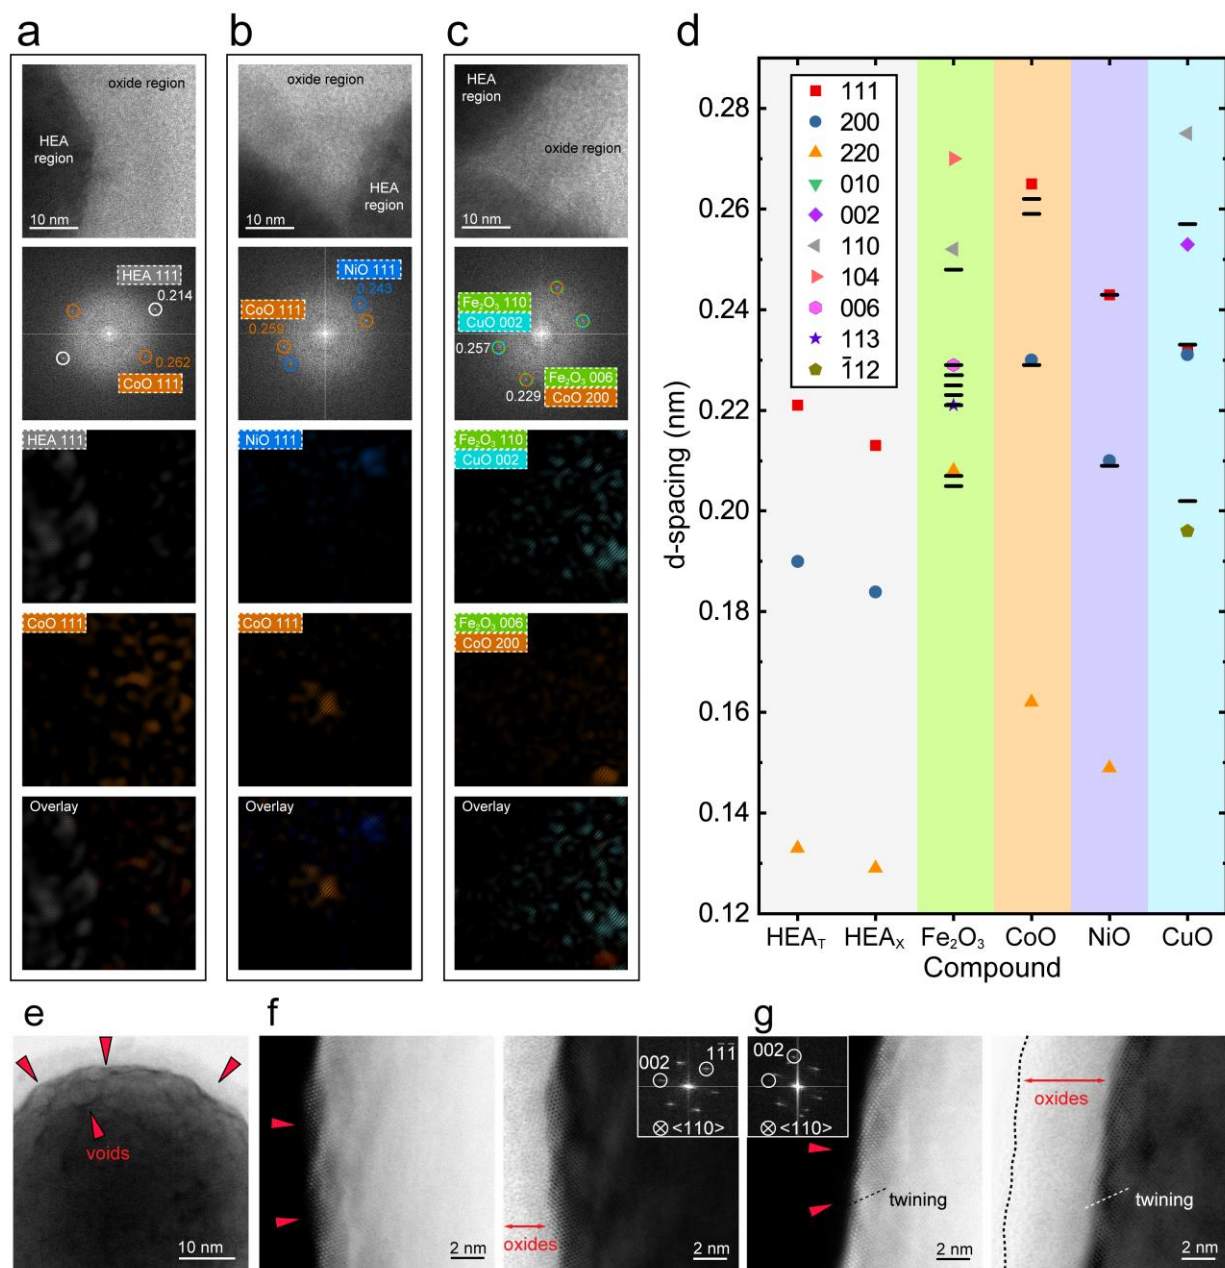 a
oxide region
HEA
region
10 nm
HEA 111
0.214
0.262
CoO 111
HEA 111
CoO 111
Overlay
b
oxide region
HEA
region
10 nm
NiO 111
0.243
CoO 111
0.259
NiO 111
CoO 111
Overlay
c
HEA
region
oxide region
10 nm
Fe₂O₃ 110
CuO 002
0.257
0.229
Fe₂O₃ 006
CoO 200
Fe₂O₃ 110
CuO 002
Fe₂O₃ 006
CoO 200
Overlay
d
111
200
220
010
002
110
104
006
113
1̄12
0.28
0.26
0.24
0.22
0.20
0.18
0.16
0.14
0.12
d-spacing (nm)
HEA_T HEA_X Fe₂O₃ CoO NiO CuO
Compound
e
voids
10 nm
f
2 nm
002
11̄1̄
⊗<110>
oxides
2 nm
g
002
⊗<110>
twining
2 nm
oxides
twining
2 nm